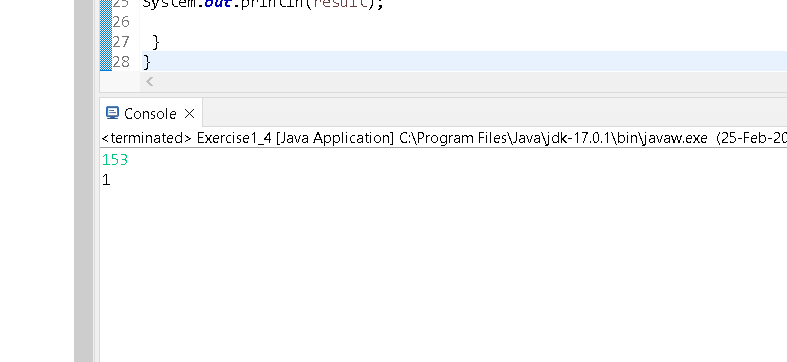 25 System.out.println(result);
26
27 }
28 }
Console
<terminated> Exercise1_4 [Java Application] C:\Program Files\Java\jdk-17.0.1\bin\javaw.exe (25-Feb-20
153
1